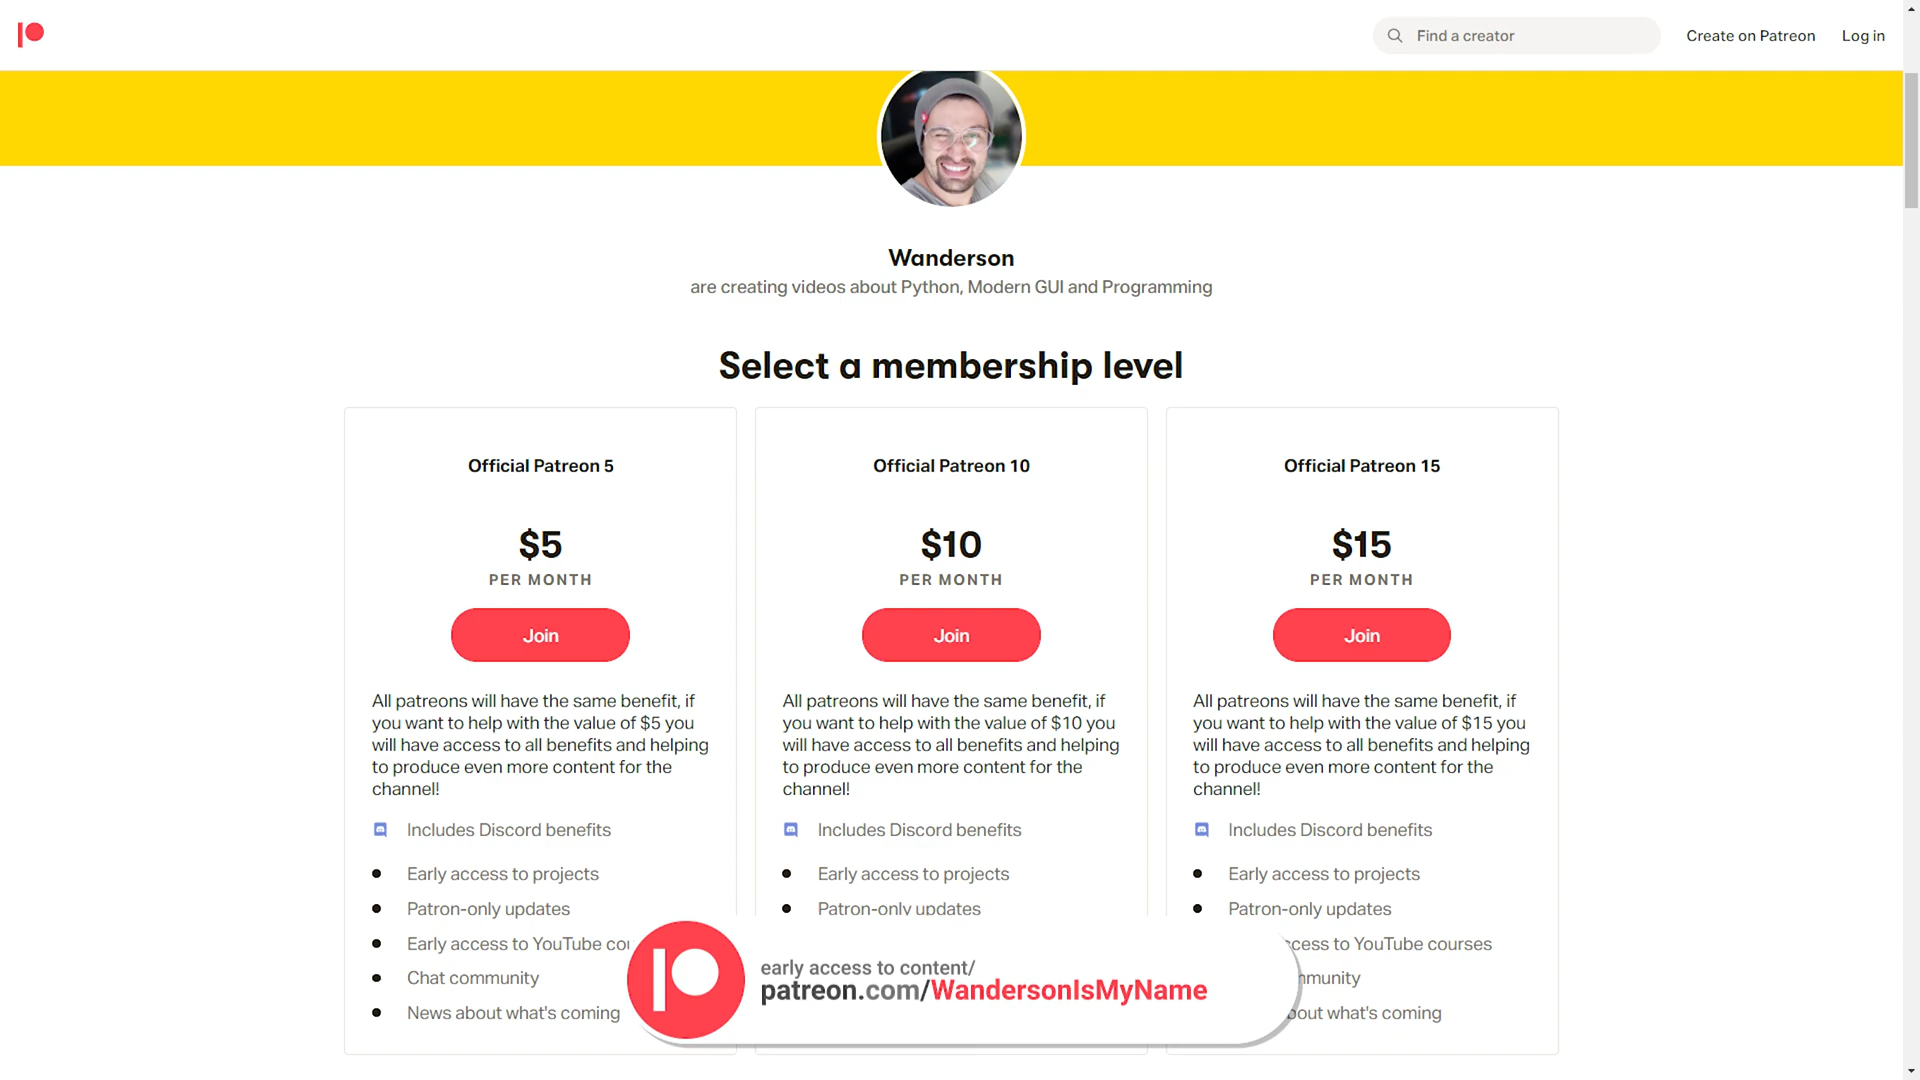 Find a creator
Create on Patreon
Log in
Wanderson
are creating videos about Python, Modern GUI and Programming
Select a membership level
Official Patreon 5
$5
PER MONTH
Join
All patreons will have the same benefit, if
you want to help with the value of $5 you
will have access to all benefits and helping
to produce even more content for the
channel!
Includes Discord benefits
Early access to projects
Patron-only updates
Early access to YouTube
Chat community
News about what's coming
Official Patreon 10
$10
PER MONTH
Join
All patreons will have the same benefit, if
you want to help with the value of $10 you
will have access to all benefits and helping
to produce even more content for the
channel!
Includes Discord benefits
Early access to projects
Patron-only updates
Official Patreon 15
$15
PER MONTH
Join
All patreons will have the same benefit, if
you want to help with the value of $15 you
will have access to all benefits and helping
to produce even more content for the
channel!
Includes Discord benefits
Early access to projects
Patron-only updates
to YouTube courses
what's coming
early access to content/
patreon.com/WandersonIsMyName